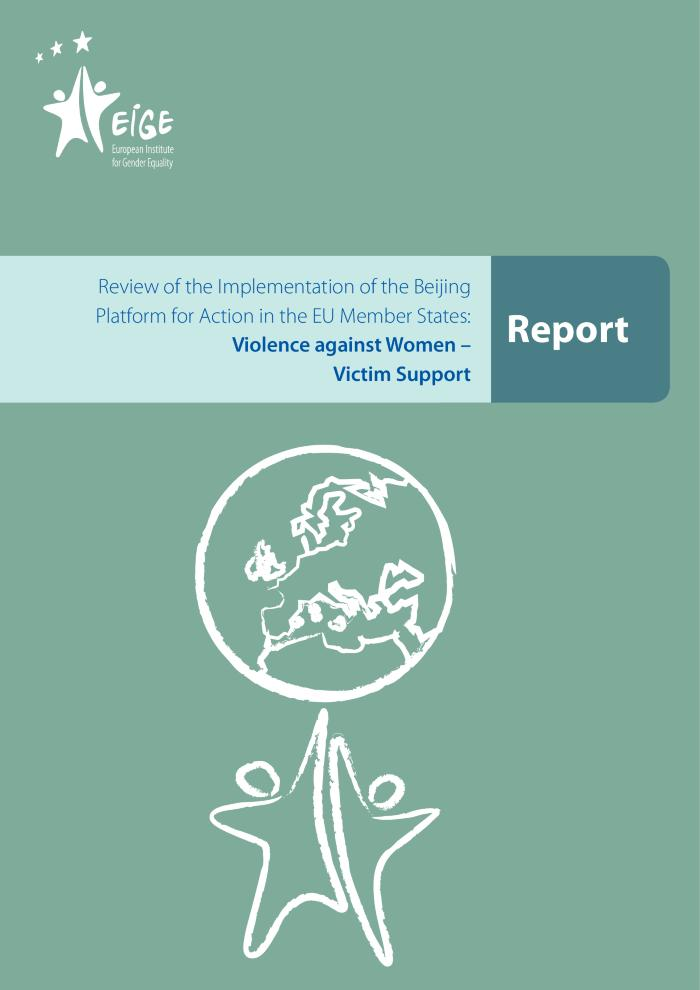 EIGE
European Institute
for Gender Equality
Review of the Implementation of the Beijing
Platform for Action in the EU Member States:
Violence against Women –
Victim Support
Report